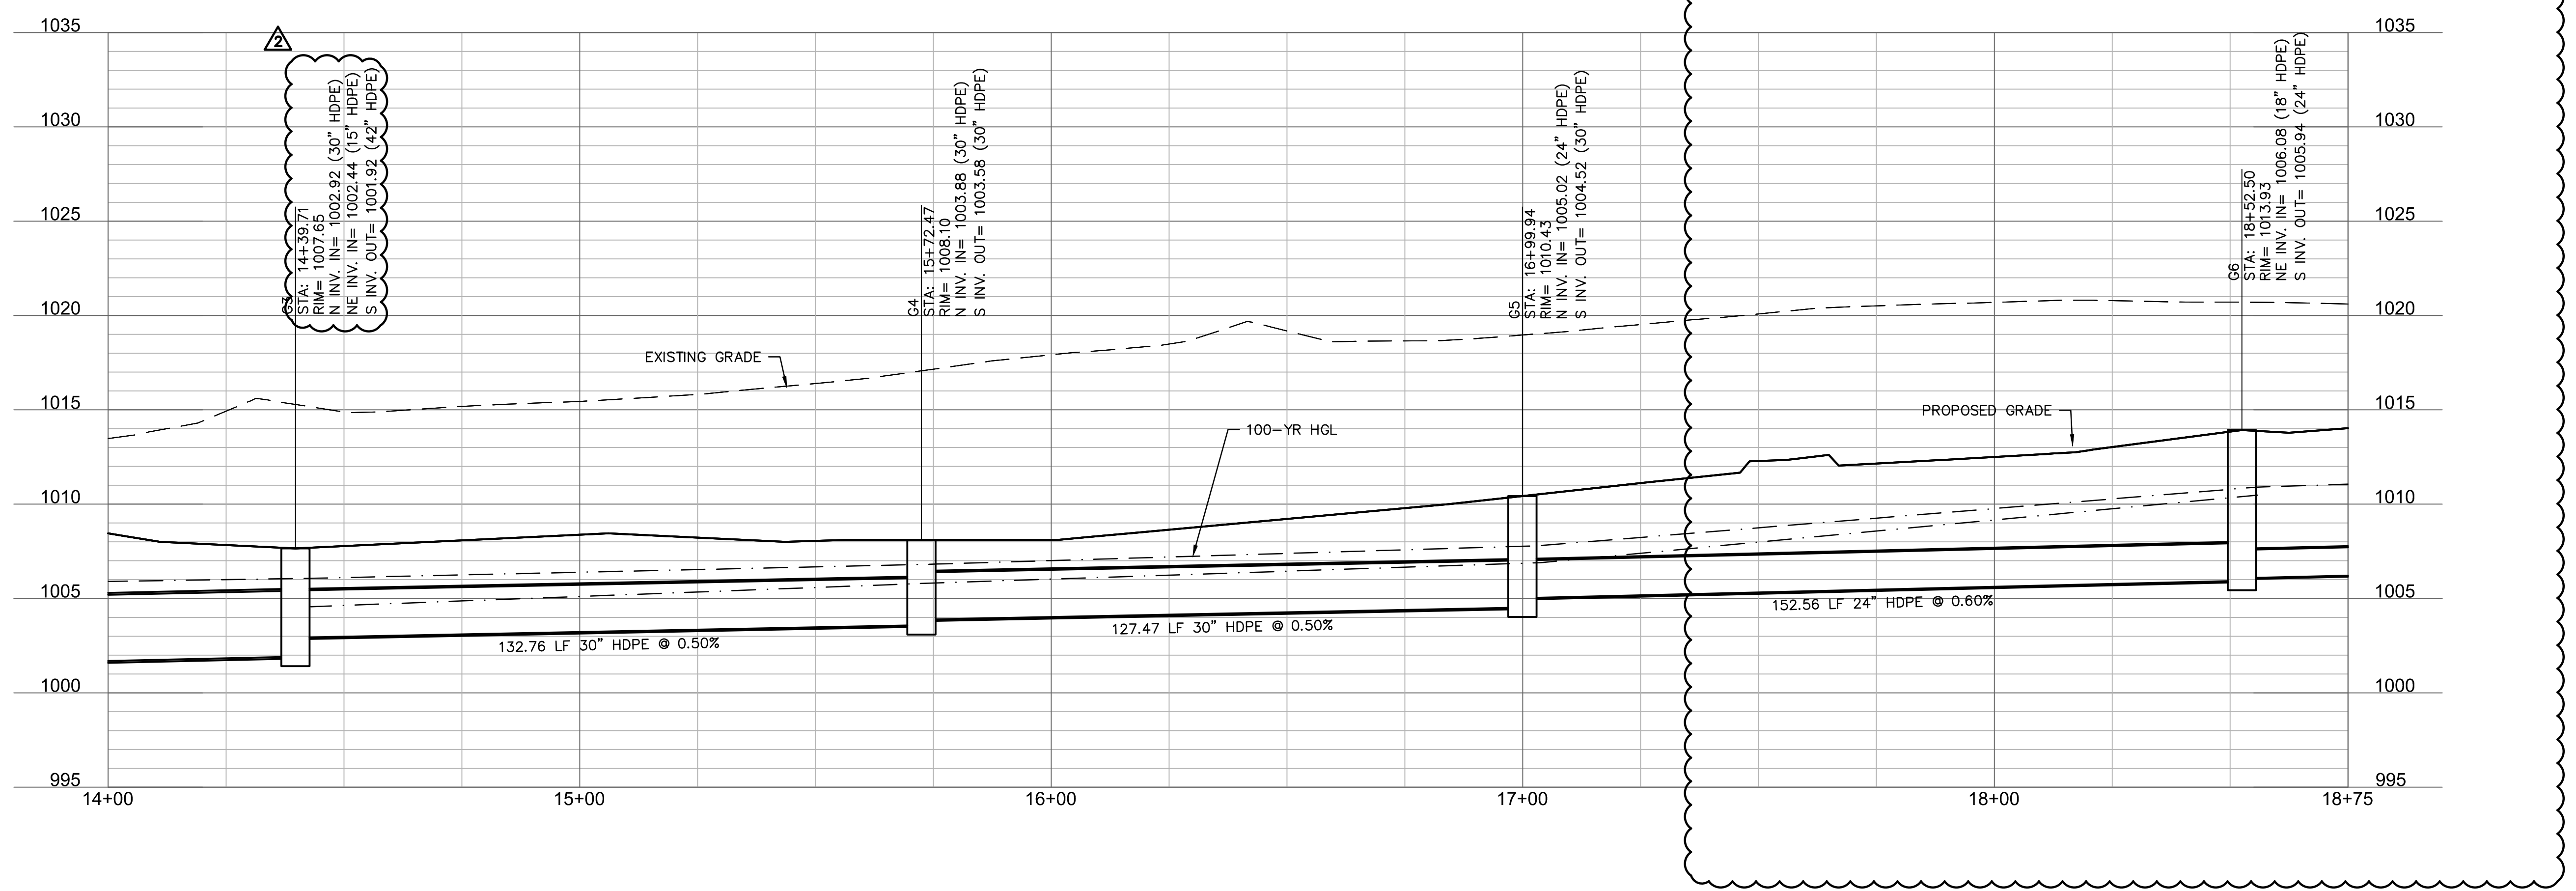 1035
1030
1025
1020
1015
1010
1005
1000
995
2
G3
STA: 14+39.71
RIM= 1007.65
N INV. IN= 1002.92 (30" HDPE)
NE INV. IN= 1002.44 (15" HDPE)
S INV. OUT= 1001.92 (42" HDPE)
G4
STA: 15+72.47
RIM= 1008.10
N INV. IN= 1003.88 (30" HDPE)
S INV. OUT= 1003.58 (30" HDPE)
G5
STA: 16+99.94
RIM= 1010.43
N INV. IN= 1005.02 (24" HDPE)
S INV. OUT= 1004.52 (30" HDPE)
G6
STA: 18+52.50
RIM= 1013.93
NE INV. IN= 1006.08 (18" HDPE)
S INV. OUT= 1005.94 (24" HDPE)
EXISTING GRADE
100-YR HGL
PROPOSED GRADE
132.76 LF 30" HDPE @ 0.50%
127.47 LF 30" HDPE @ 0.50%
152.56 LF 24" HDPE @ 0.60%
1035
1030
1025
1020
1015
1010
1005
1000
995
14+00
15+00
16+00
17+00
18+00
18+75